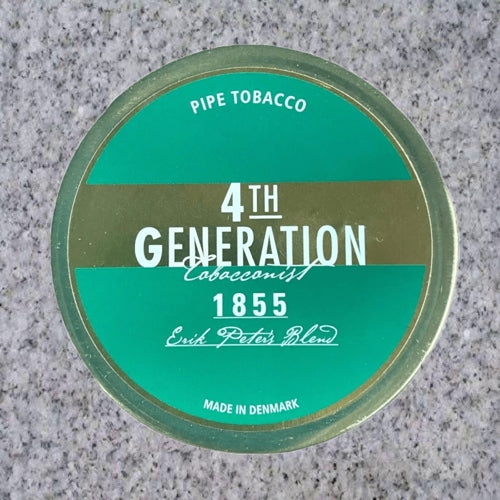 PIPE TOBACCO
4TH
GENERATION
Tobacconist
1855
Erik Peter's Blend
MADE IN DENMARK